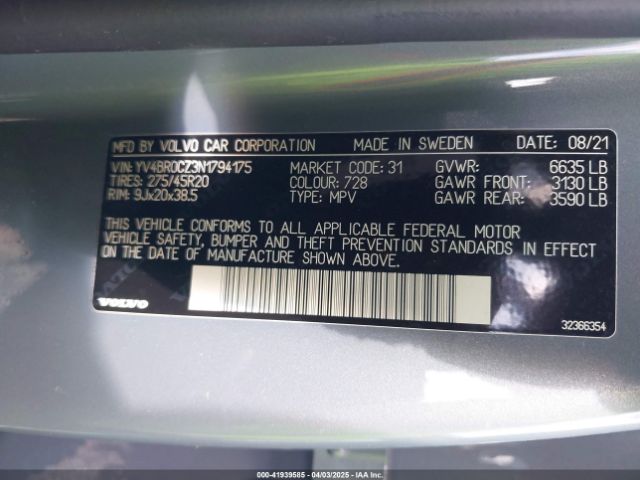 MFD BY VOLVO CAR CORPORATION MADE IN SWEDEN DATE: 08/21
VIN: YV4BR0CZ3N1794175 MARKET CODE: 31 GVWR: 6635 LB
TIRES: 275/45R20 COLOUR: 728 GAWR FRONT: 3130 LB
RIM: 9Jx20x38.5 TYPE: MPV GAWR REAR: 3590 LB
THIS VEHICLE CONFORMS TO ALL APPLICABLE FEDERAL MOTOR
VEHICLE SAFETY, BUMPER AND THEFT PREVENTION STANDARDS IN EFFECT
ON THE DATE OF MANUFACTURE SHOWN ABOVE.
VOLVO
32366354
000-41939585 - 04/03/2025 - IAA Inc.